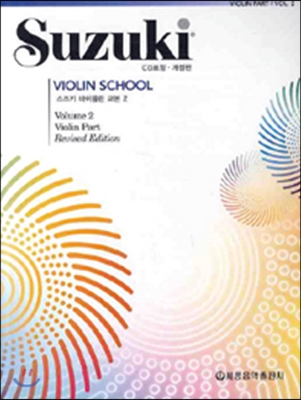 VIOLIN PART / VOL. 2
Suzuki®
CD포함 · 개정판
VIOLIN SCHOOL
스즈키 바이올린 교본 2
Volume 2
Violin Part
Revised Edition
세광음악출판사